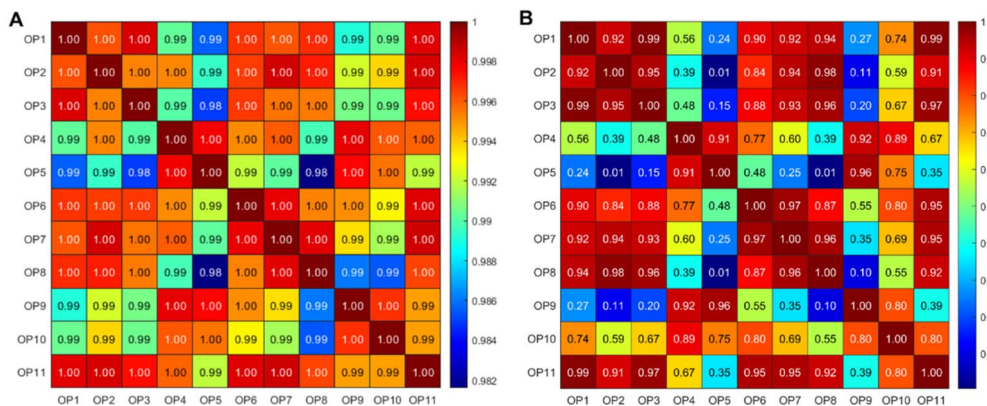 A
B
OP1 1.00 1.00 1.00 0.99 0.99 1.00 1.00 1.00 0.99 0.99 1.00
OP2 1.00 1.00 1.00 1.00 0.99 1.00 1.00 1.00 0.99 0.99 1.00
OP3 1.00 1.00 1.00 0.99 0.98 1.00 1.00 1.00 0.99 0.99 1.00
OP4 0.99 1.00 0.99 1.00 1.00 1.00 1.00 0.99 1.00 1.00 1.00
OP5 0.99 0.99 0.98 1.00 1.00 0.99 0.99 0.98 1.00 1.00 0.99
OP6 1.00 1.00 1.00 1.00 0.99 1.00 1.00 1.00 1.00 0.99 1.00
OP7 1.00 1.00 1.00 1.00 0.99 1.00 1.00 1.00 0.99 0.99 1.00
OP8 1.00 1.00 1.00 0.99 0.98 1.00 1.00 1.00 0.99 0.99 1.00
OP9 0.99 0.99 0.99 1.00 1.00 1.00 0.99 0.99 1.00 1.00 0.99
OP10 0.99 0.99 0.99 1.00 1.00 0.99 0.99 0.99 1.00 1.00 0.99
OP11 1.00 1.00 1.00 1.00 0.99 1.00 1.00 1.00 0.99 0.99 1.00
OP1 OP2 OP3 OP4 OP5 OP6 OP7 OP8 OP9 OP10 OP11
1
0.998
0.996
0.994
0.992
0.99
0.988
0.986
0.984
0.982
OP1 1.00 0.92 0.99 0.56 0.24 0.90 0.92 0.94 0.27 0.74 0.99
OP2 0.92 1.00 0.95 0.39 0.01 0.84 0.94 0.98 0.11 0.59 0.91
OP3 0.99 0.95 1.00 0.48 0.15 0.88 0.93 0.96 0.20 0.67 0.97
OP4 0.56 0.39 0.48 1.00 0.91 0.77 0.60 0.39 0.92 0.89 0.67
OP5 0.24 0.01 0.15 0.91 1.00 0.48 0.25 0.01 0.96 0.75 0.35
OP6 0.90 0.84 0.88 0.77 0.48 1.00 0.97 0.87 0.55 0.80 0.95
OP7 0.92 0.94 0.93 0.60 0.25 0.97 1.00 0.96 0.35 0.69 0.95
OP8 0.94 0.98 0.96 0.39 0.01 0.87 0.96 1.00 0.10 0.55 0.92
OP9 0.27 0.11 0.20 0.92 0.96 0.55 0.35 0.10 1.00 0.80 0.39
OP10 0.74 0.59 0.67 0.89 0.75 0.80 0.69 0.55 0.80 1.00 0.80
OP11 0.99 0.91 0.97 0.67 0.35 0.95 0.95 0.92 0.39 0.80 1.00
OP1 OP2 OP3 OP4 OP5 OP6 OP7 OP8 OP9 OP10 OP11
1